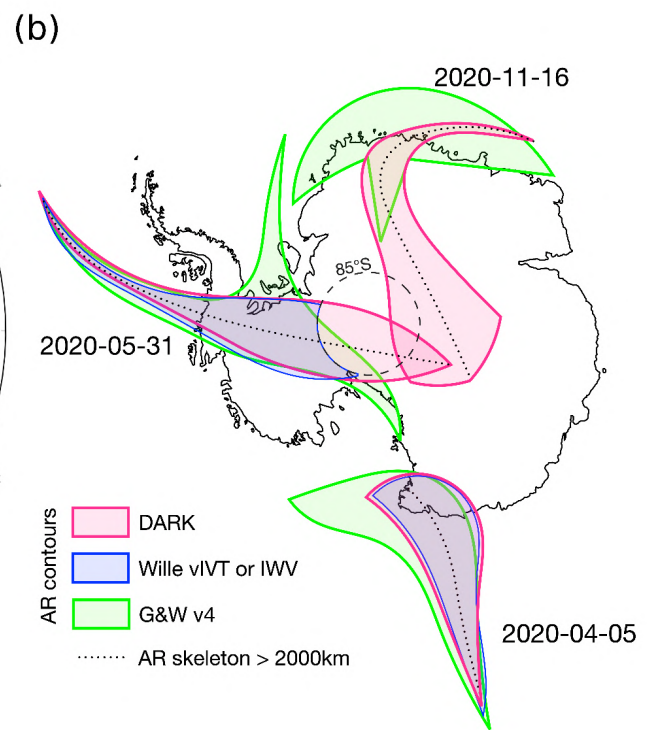 (b)
2020-11-16
85°S
2020-05-31
AR contours
DARK
Wille vIVT or IWV
G&W v4
AR skeleton > 2000km
2020-04-05